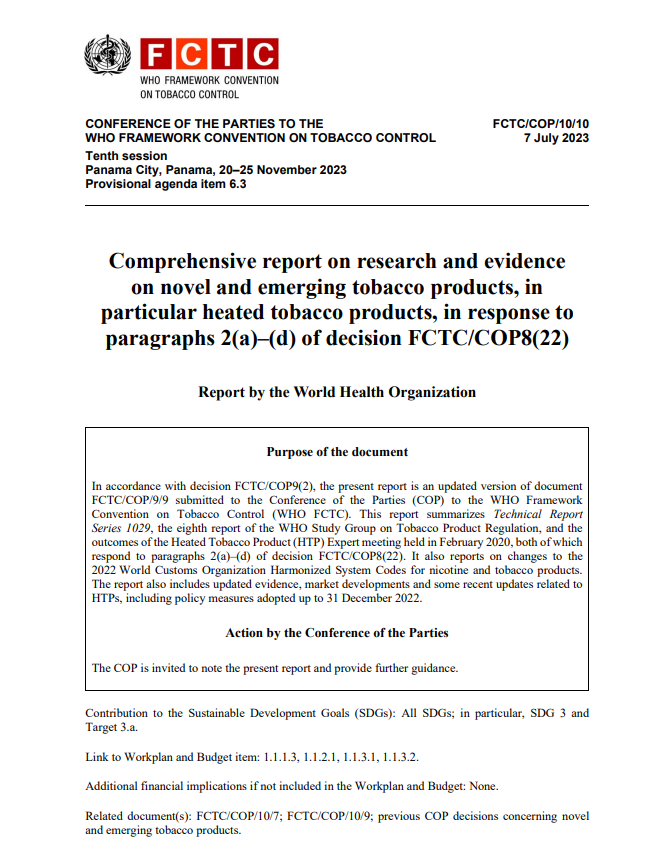 FCTC
WHO FRAMEWORK CONVENTION
ON TOBACCO CONTROL
CONFERENCE OF THE PARTIES TO THE
WHO FRAMEWORK CONVENTION ON TOBACCO CONTROL
FCTC/COP/10/10
7 July 2023
Tenth session
Panama City, Panama, 20–25 November 2023
Provisional agenda item 6.3
Comprehensive report on research and evidence
on novel and emerging tobacco products, in
particular heated tobacco products, in response to
paragraphs 2(a)–(d) of decision FCTC/COP8(22)
Report by the World Health Organization
Purpose of the document
In accordance with decision FCTC/COP9(2), the present report is an updated version of document
FCTC/COP/9/9 submitted to the Conference of the Parties (COP) to the WHO Framework
Convention on Tobacco Control (WHO FCTC). This report summarizes Technical Report
Series 1029, the eighth report of the WHO Study Group on Tobacco Product Regulation, and the
outcomes of the Heated Tobacco Product (HTP) Expert meeting held in February 2020, both of which
respond to paragraphs 2(a)–(d) of decision FCTC/COP8(22). It also reports on changes to the
2022 World Customs Organization Harmonized System Codes for nicotine and tobacco products.
The report also includes updated evidence, market developments and some recent updates related to
HTPs, including policy measures adopted up to 31 December 2022.
Action by the Conference of the Parties
The COP is invited to note the present report and provide further guidance.
Contribution to the Sustainable Development Goals (SDGs): All SDGs; in particular, SDG 3 and
Target 3.a.
Link to Workplan and Budget item: 1.1.1.3, 1.1.2.1, 1.1.3.1, 1.1.3.2.
Additional financial implications if not included in the Workplan and Budget: None.
Related document(s): FCTC/COP/10/7; FCTC/COP/10/9; previous COP decisions concerning novel
and emerging tobacco products.